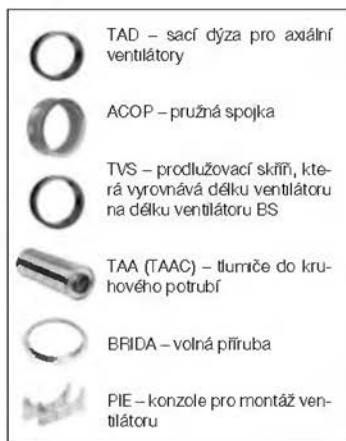 TAD – sací dýza pro axiální
ventilátory
ACOP – pružná spojka
TVS – prodlužovací skříň, kte-
rá vyrovnává délku ventilátoru
na délku ventilátoru BS
TAA (TAAC) – tlumiče do kru-
hového potrubí
BRIDA – volná příruba
PIE – konzole pro montáž ven-
tilátoru